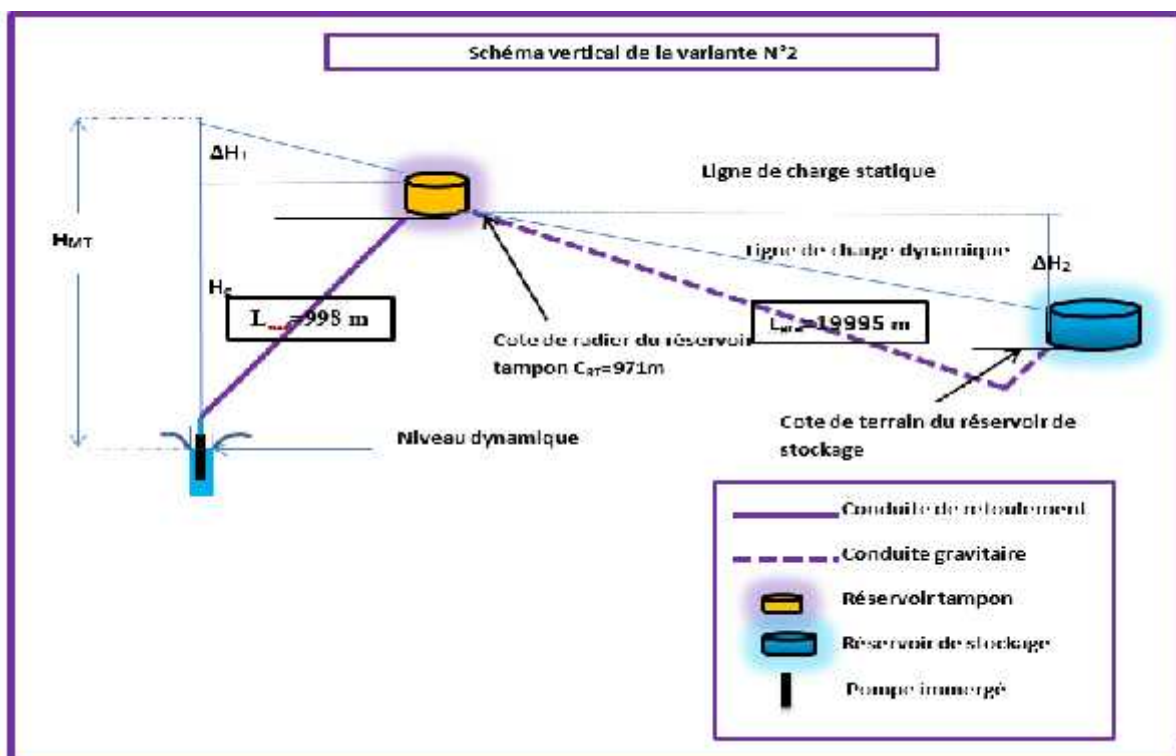 Schéma vertical de la variante N°2
ΔH₁
Ligne de charge statique
HMT
Ligne de charge dynamique
ΔH₂
L =998 m
L =19995 m
Cote de radier du réservoir
tampon CRT=971m
Cote de terrain du réservoir de
stockage
Niveau dynamique
Conduite de refoulement
Conduite gravitaire
Réservoir tampon
Réservoir de stockage
Pompe immergé